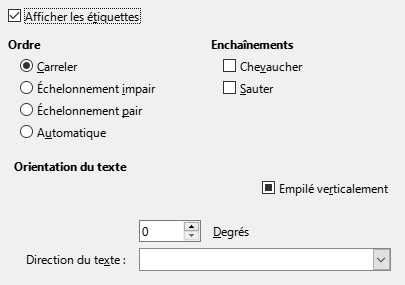 Afficher les étiquettes
Ordre
Enchaînements
Carreler
Chevaucher
Échelonnement impair
Sauter
Échelonnement pair
Automatique
Orientation du texte
Empilé verticalement
0 Degrés
Direction du texte :